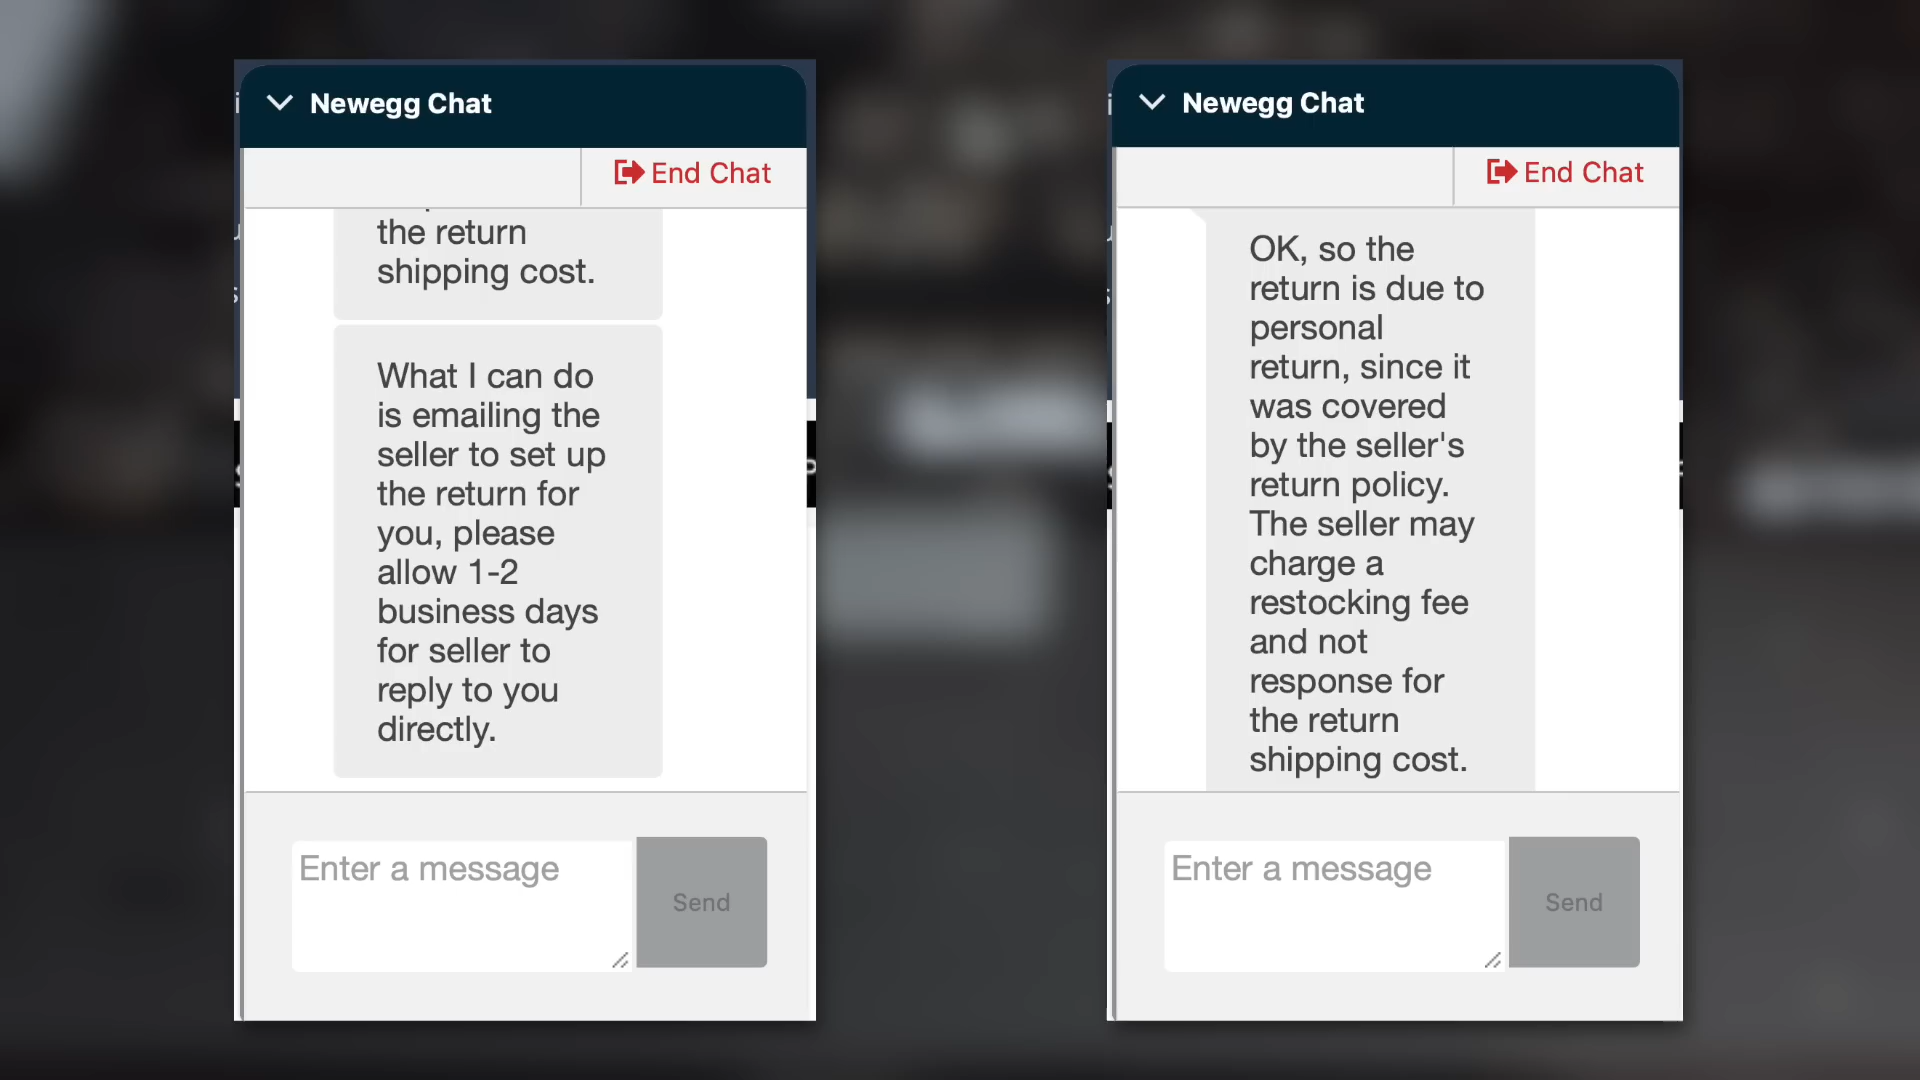 Newegg Chat
End Chat
the return
shipping cost.
What I can do
is emailing the
seller to set up
the return for
you, please
allow 1-2
business days
for seller to
reply to you
directly.
Enter a message
Send
Newegg Chat
End Chat
OK, so the
return is due to
personal
return, since it
was covered
by the seller's
return policy.
The seller may
charge a
restocking fee
and not
response for
the return
shipping cost.
Enter a message
Send